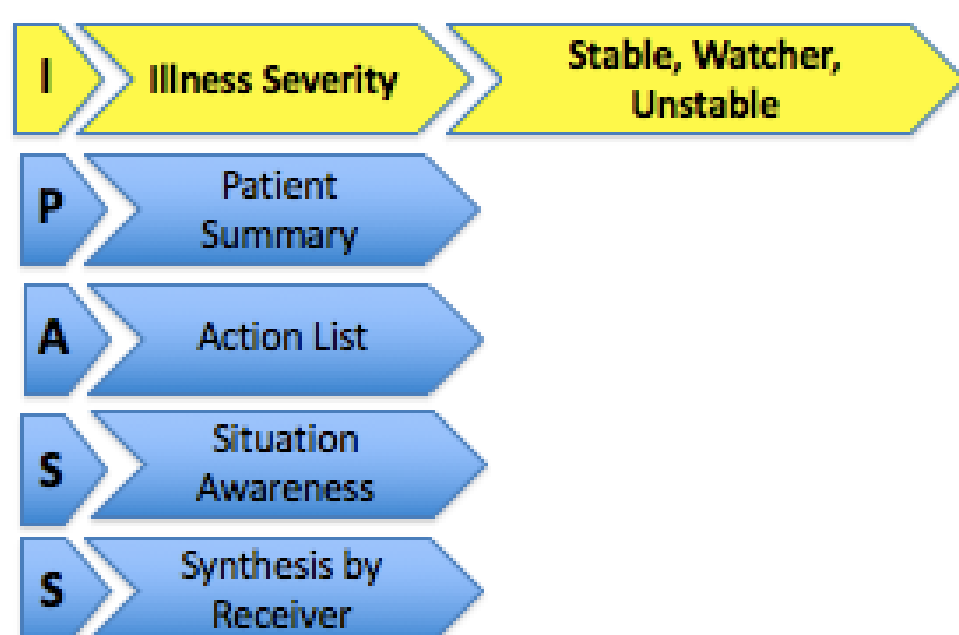 I
Illness Severity
Stable, Watcher,
Unstable
P
Patient
Summary
A
Action List
S
Situation
Awareness
S
Synthesis by
Receiver